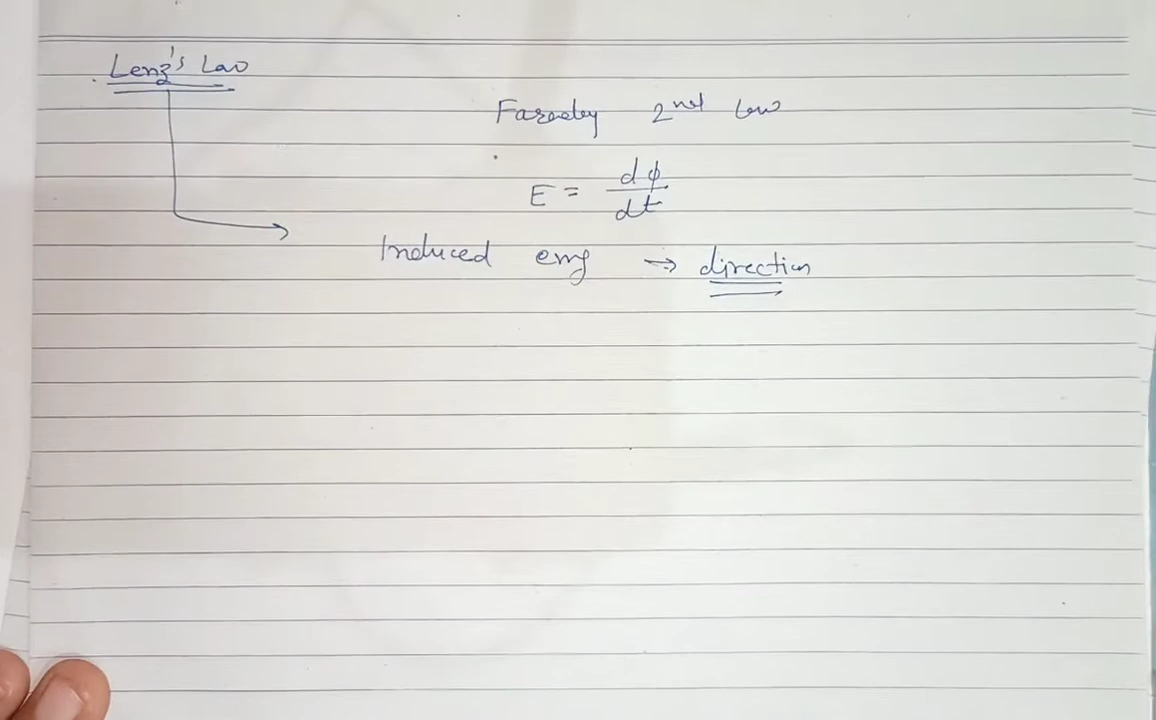 Lenz's Law
Faraday 2nd law
E = dφ/dt
Induced emf → direction